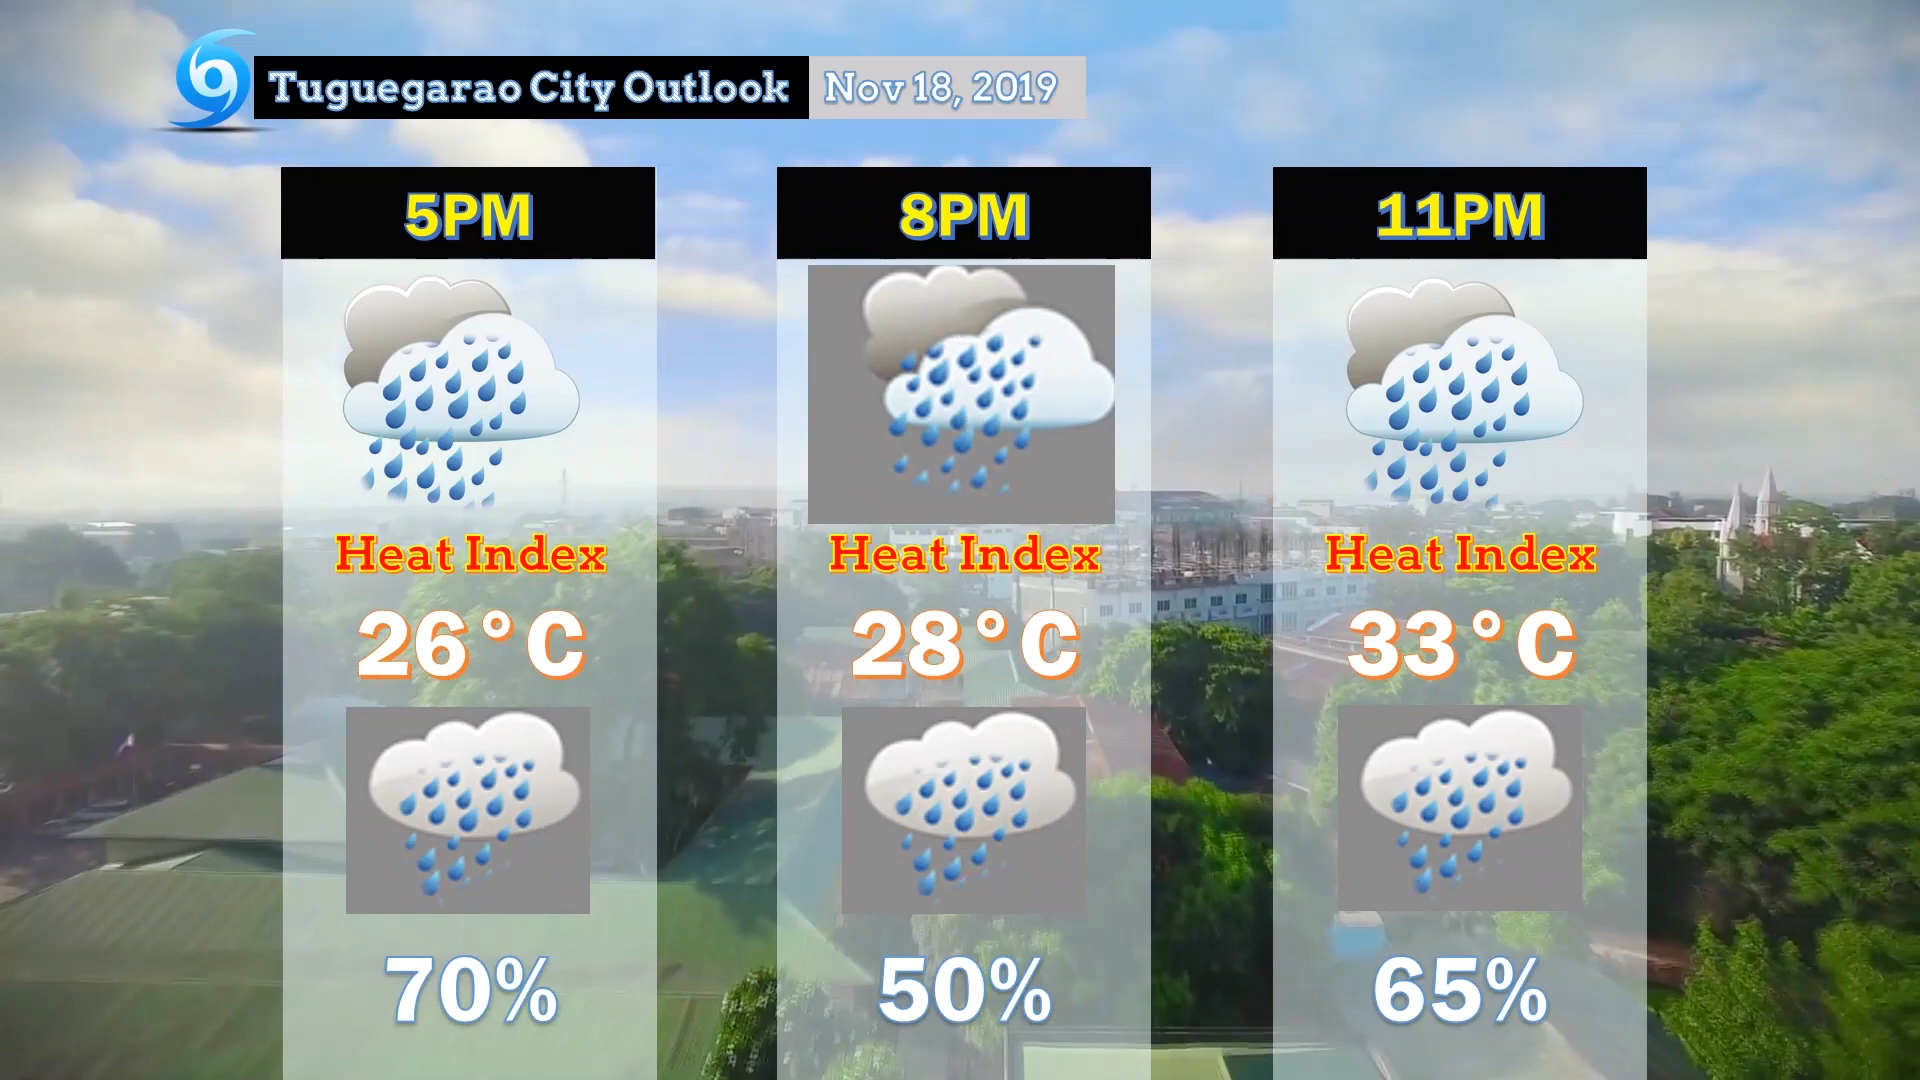 Tuguegarao City Outlook Nov 18, 2019
5PM
Heat Index
26°C
70%
8PM
Heat Index
28°C
50%
11PM
Heat Index
33°C
65%